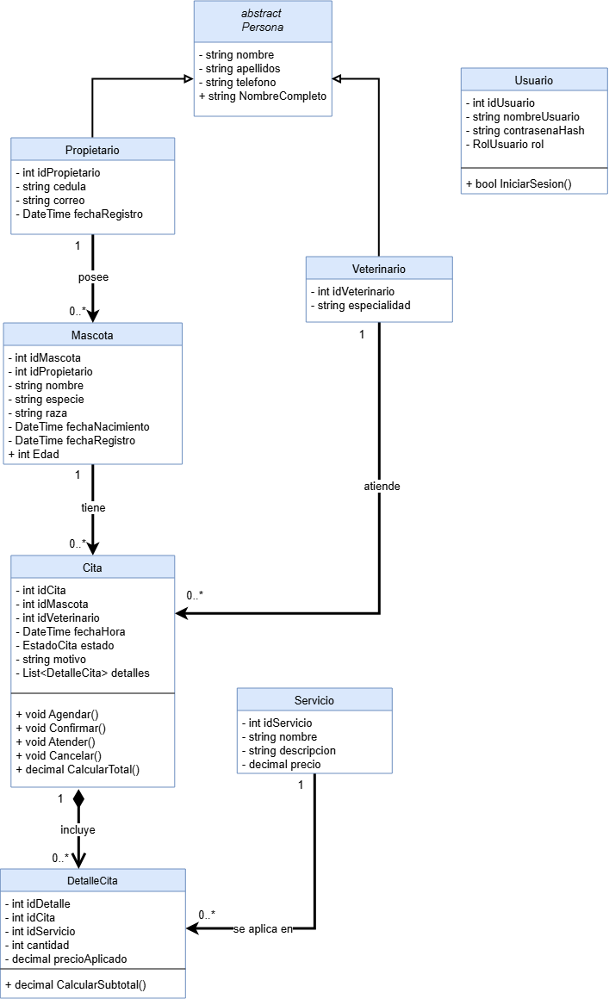 abstract
Persona
- string nombre
- string apellidos
- string telefono
+ string NombreCompleto
Usuario
- int idUsuario
- string nombreUsuario
- string contrasenaHash
- RolUsuario rol
+ bool IniciarSesion()
Propietario
- int idPropietario
- string cedula
- string correo
- DateTime fechaRegistro
1
posee
0..*
Veterinario
- int idVeterinario
- string especialidad
1
atiende
0..*
Mascota
- int idMascota
- int idPropietario
- string nombre
- string especie
- string raza
- DateTime fechaNacimiento
- DateTime fechaRegistro
+ int Edad
1
tiene
0..*
Cita
- int idCita
- int idMascota
- int idVeterinario
- DateTime fechaHora
- EstadoCita estado
- string motivo
- List<DetalleCita> detalles
+ void Agendar()
+ void Confirmar()
+ void Atender()
+ void Cancelar()
+ decimal CalcularTotal()
1
incluye
0..*
Servicio
- int idServicio
- string nombre
- string descripcion
- decimal precio
1
se aplica en
0..*
DetalleCita
- int idDetalle
- int idCita
- int idServicio
- int cantidad
- decimal precioAplicado
+ decimal CalcularSubtotal()